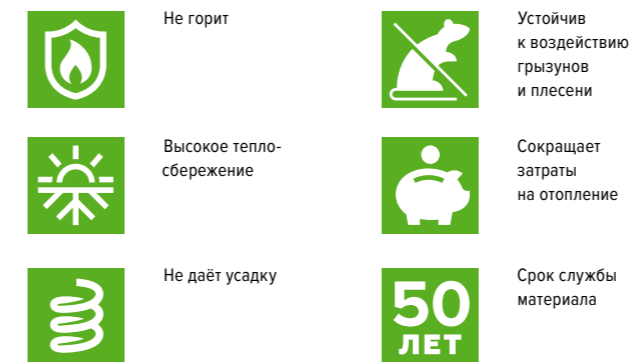 Не горит
Устойчив
к воздействию
грызунов
и плесени
Высокое тепло-
сбережение
Сокращает
затраты
на отопление
Не даёт усадку
50
ЛЕТ
Срок службы
материала